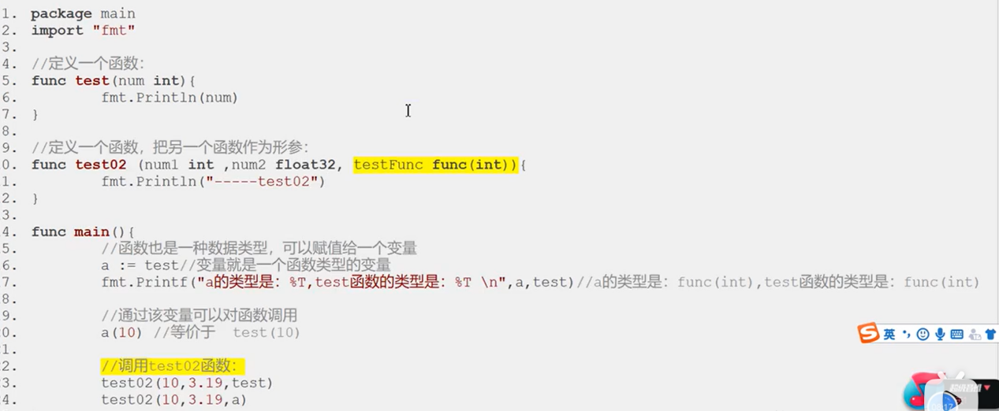 1. package main
2. import "fmt"
3.
4. //定义一个函数：
5. func test(num int){
6. fmt.Println(num)
7. }
8.
9. //定义一个函数，把另一个函数作为形参：
0. func test02 (num1 int ,num2 float32, testFunc func(int)){
1. fmt.Println("-----test02")
2. }
3.
4. func main(){
5. //函数也是一种数据类型，可以赋值给一个变量
6. a := test//变量就是一个函数类型的变量
7. fmt.Printf("a的类型是：%T,test函数的类型是：%T \n",a,test)//a的类型是：func(int),test函数的类型是：func(int)
8.
9. //通过该变量可以对函数调用
0. a(10) //等价于 test(10)
1.
2. //调用test02函数：
3. test02(10,3.19,test)
4. test02(10,3.19,a)
英